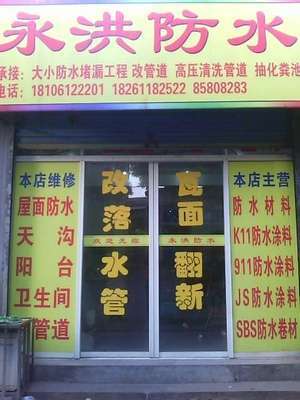 永洪防水
承接：大小防水堵漏工程 改管道 高压清洗管道 抽化粪池
电话：18106122201 18261182522 85808283
本店维修
屋面防水
天沟
阳台
卫生间
管道
改落水管
瓦面翻新
欢迎光临
永洪防水
本店主营
防水材料
K11防水涂料
911防水涂料
JS防水涂料
SBS防水卷材